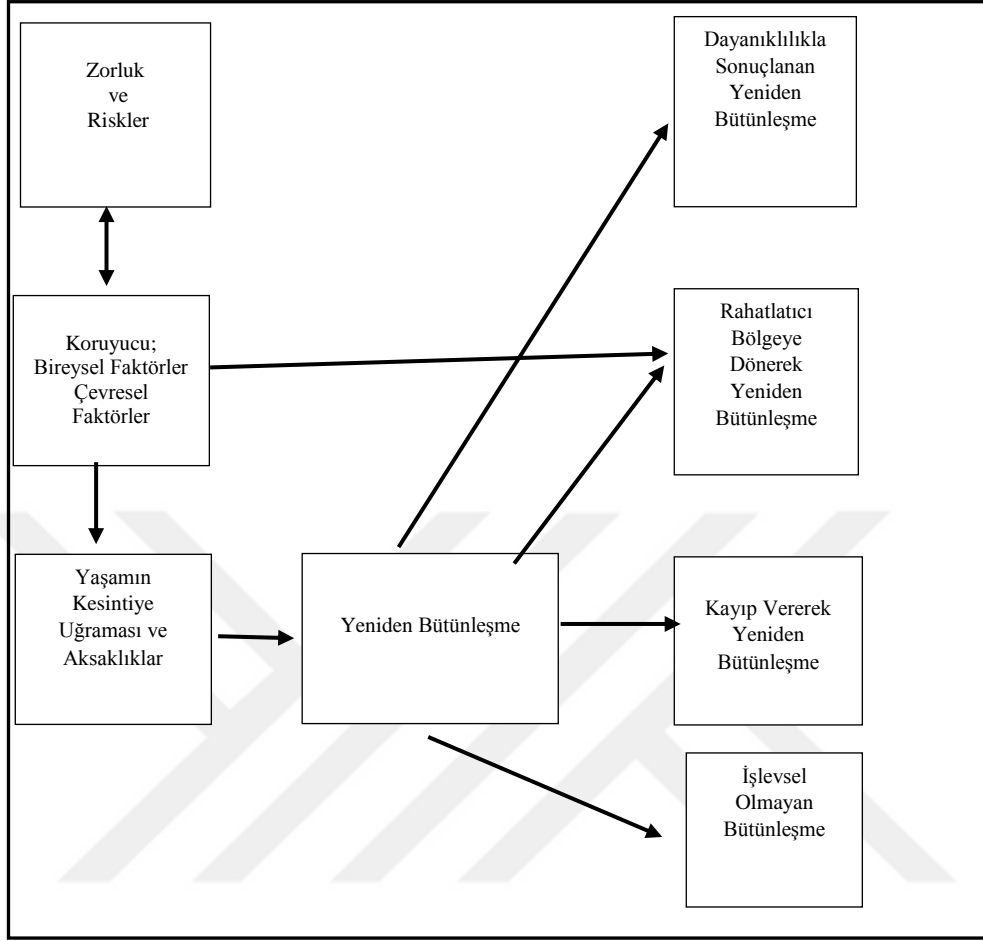 Zorluk
ve
Riskler
Koruyucu;
Bireysel Faktörler
Çevresel
Faktörler
Yaşamın
Kesintiye
Uğraması ve
Aksaklıklar
Yeniden Bütünleşme
Dayanıklılıkla
Sonuçlanan
Yeniden
Bütünleşme
Rahatlatıcı
Bölgeye
Dönerek
Yeniden
Bütünleşme
Kayıp Vererek
Yeniden
Bütünleşme
İşlevsel
Olmayan
Bütünleşme